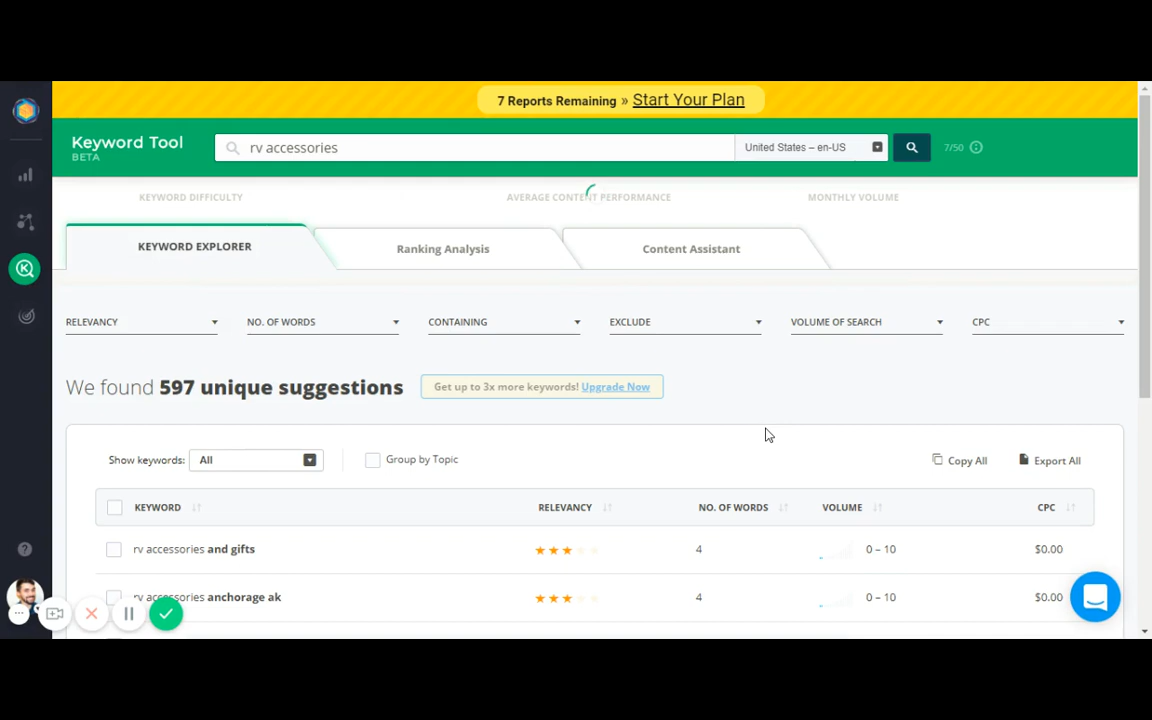 7 Reports Remaining » Start Your Plan
Keyword Tool
BETA
rv accessories
United States – en-US
7/50
KEYWORD DIFFICULTY
AVERAGE CONTENT PERFORMANCE
MONTHLY VOLUME
KEYWORD EXPLORER
Ranking Analysis
Content Assistant
RELEVANCY
NO. OF WORDS
CONTAINING
EXCLUDE
VOLUME OF SEARCH
CPC
We found 597 unique suggestions
Get up to 3x more keywords! Upgrade Now
Show keywords: All
Group by Topic
Copy All
Export All
KEYWORD RELEVANCY NO. OF WORDS VOLUME CPC
rv accessories and gifts 4 0 – 10 $0.00
rv accessories anchorage ak 4 0 – 10 $0.00